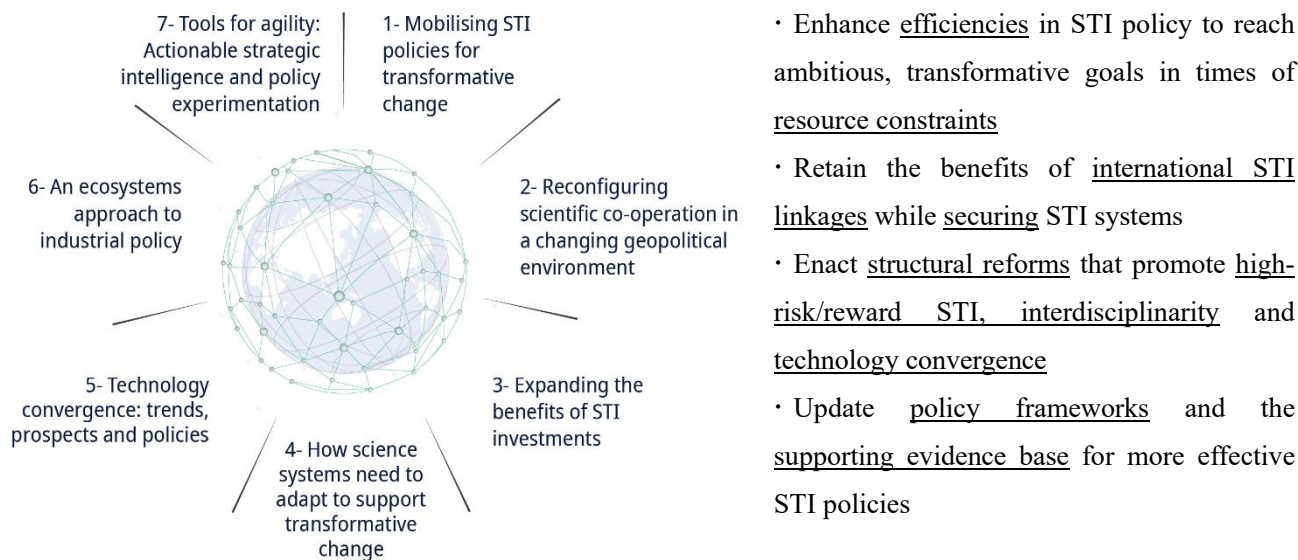 1- Mobilising STI
policies for
transformative
change
2- Reconfiguring
scientific co-operation in
a changing geopolitical
environment
3- Expanding the
benefits of STI
investments
4- How science
systems need to
adapt to support
transformative
change
5- Technology
convergence: trends,
prospects and policies
6- An ecosystems
approach to
industrial policy
7- Tools for agility:
Actionable strategic
intelligence and policy
experimentation
· Enhance efficiencies in STI policy to reach
ambitious, transformative goals in times of
resource constraints
· Retain the benefits of international STI
linkages while securing STI systems
· Enact structural reforms that promote high-
risk/reward STI, interdisciplinarity and
technology convergence
· Update policy frameworks and the
supporting evidence base for more effective
STI policies